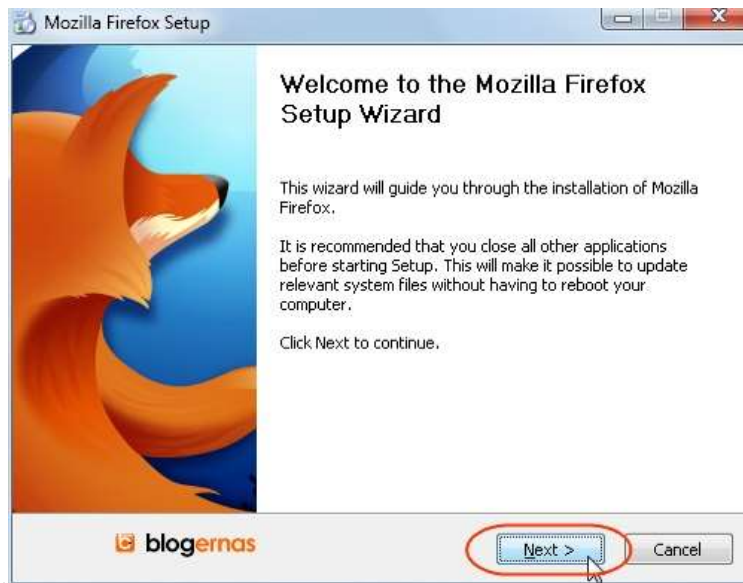 Mozilla Firefox Setup
Welcome to the Mozilla Firefox
Setup Wizard
This wizard will guide you through the installation of Mozilla
Firefox.
It is recommended that you close all other applications
before starting Setup. This will make it possible to update
relevant system files without having to reboot your
computer.
Click Next to continue.
blogernas
Next >
Cancel